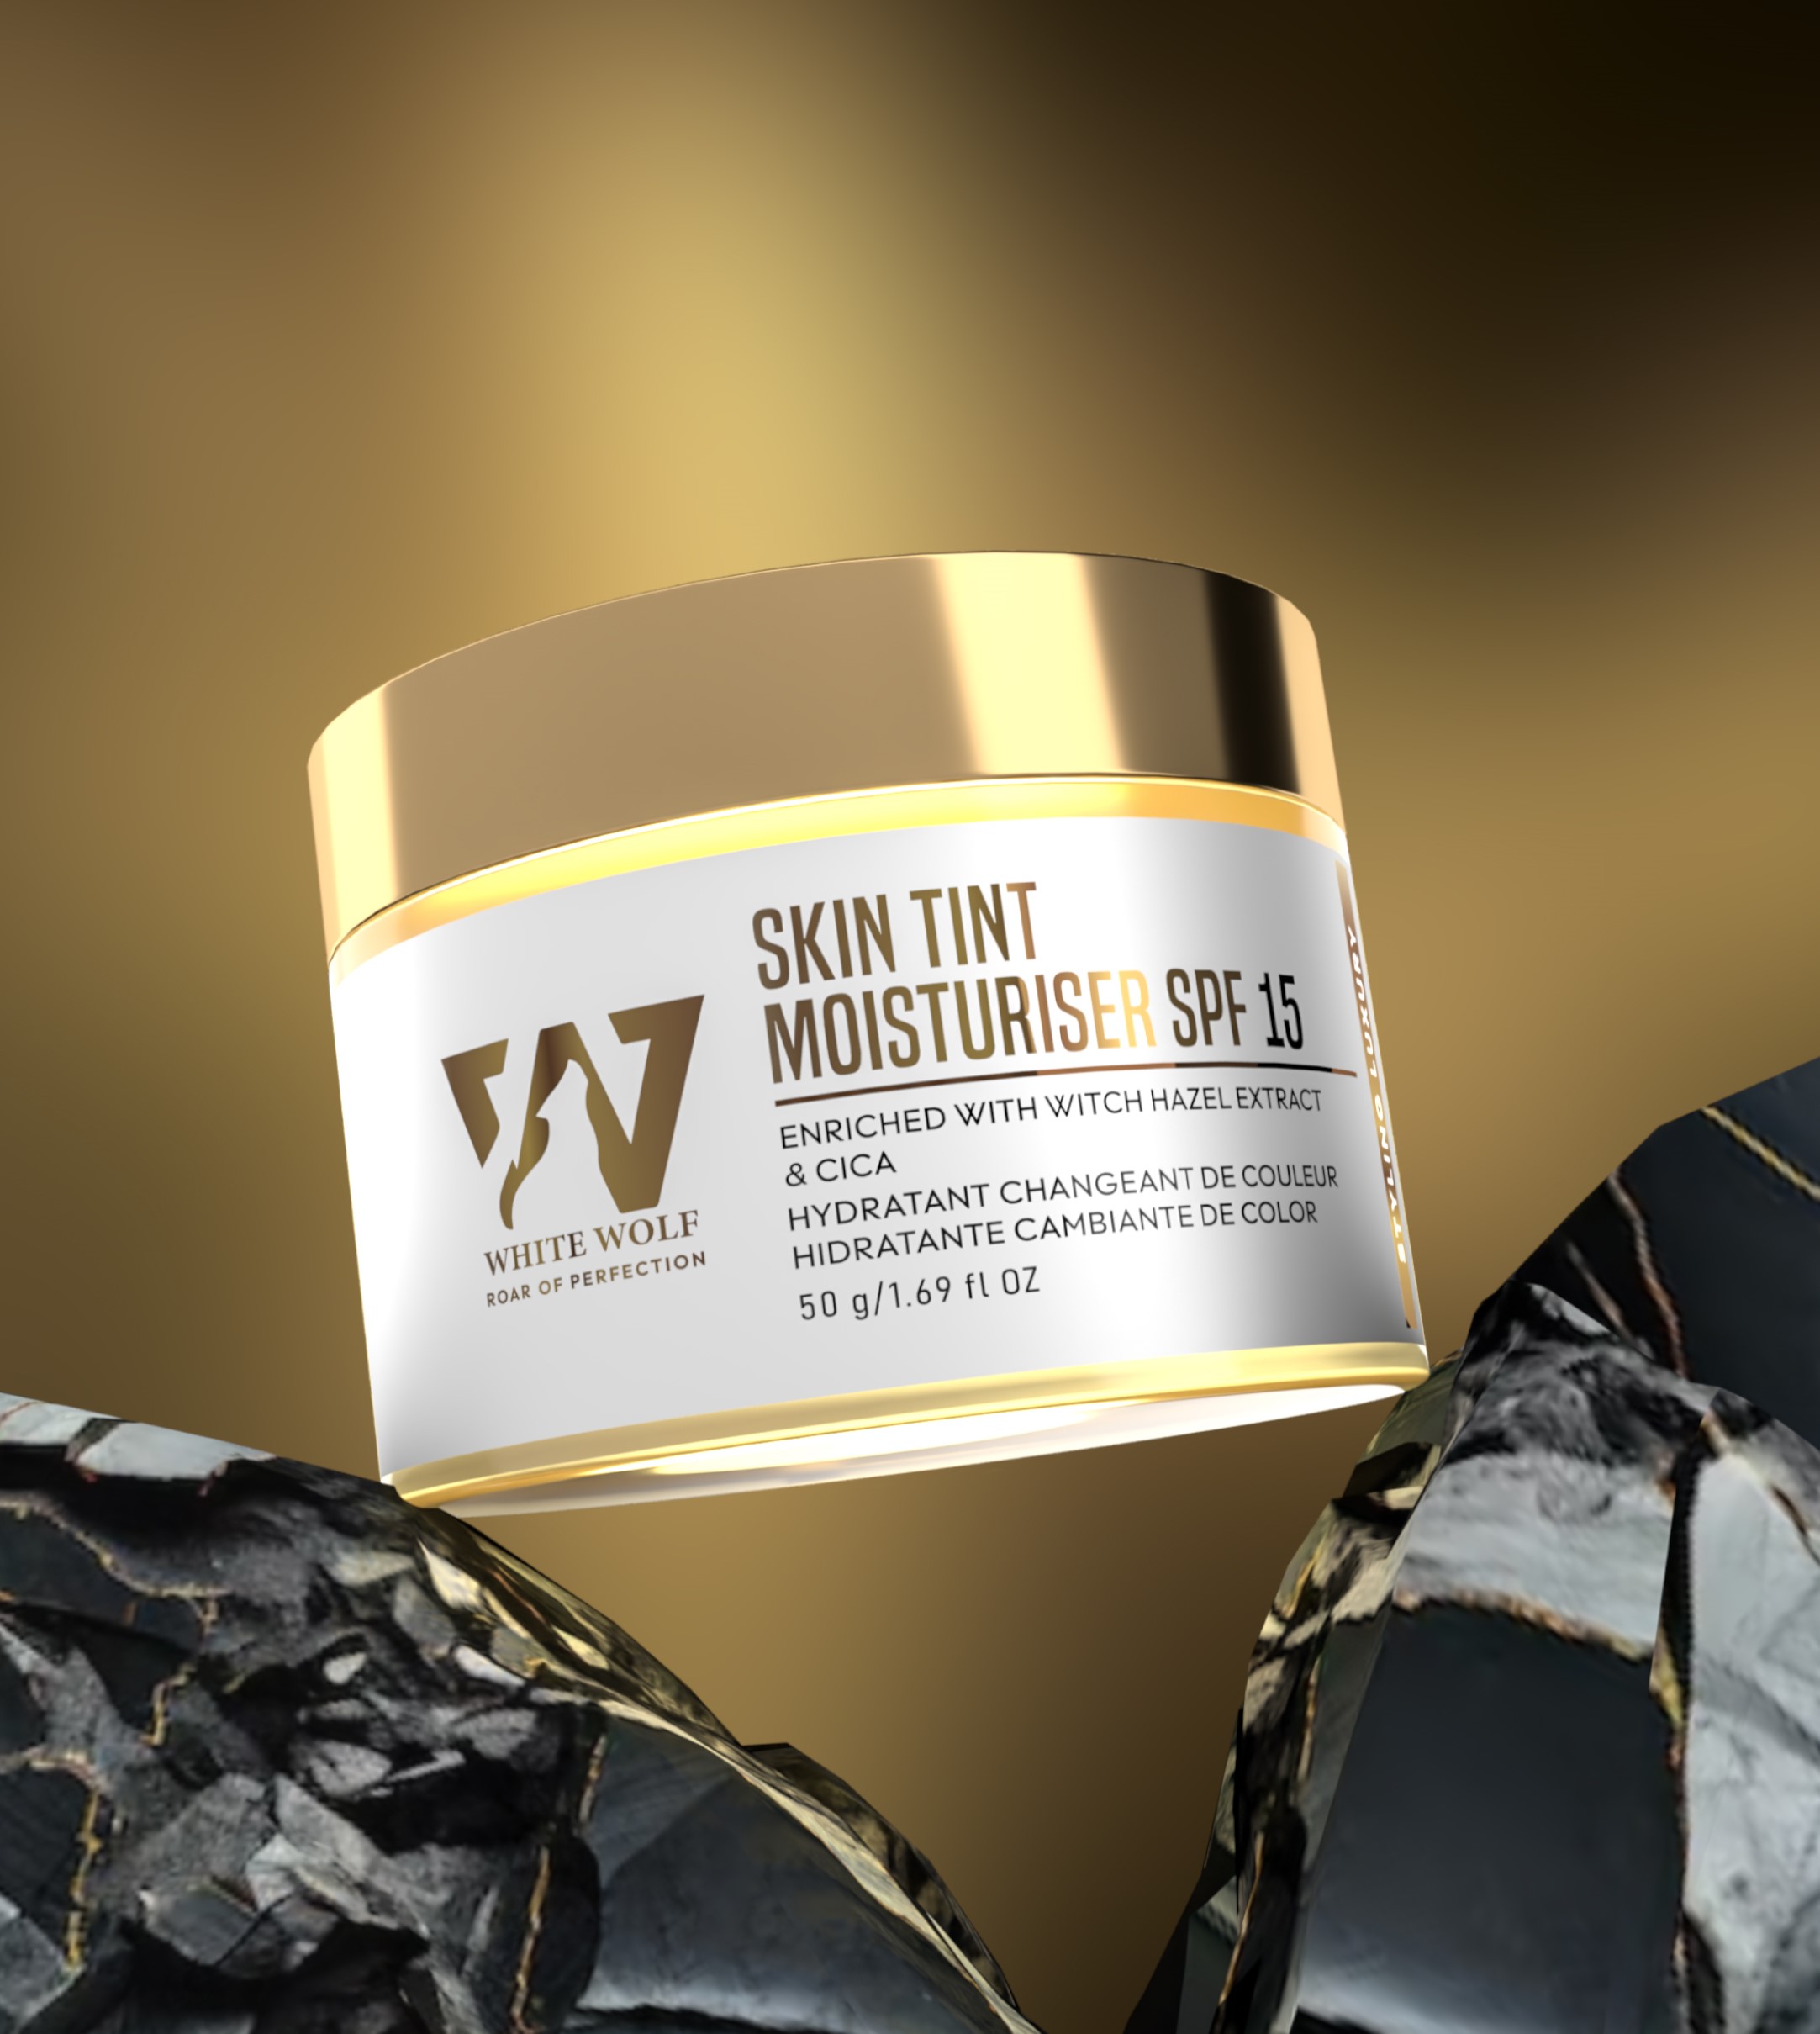 SKIN TINT
MOISTURISER SPF 15
ENRICHED WITH WITCH HAZEL EXTRACT
& CICA
HYDRATANT CHANGEANT DE COULEUR
HIDRATANTE CAMBIANTE DE COLOR
50 g/1.69 fl OZ
WHITE WOLF
ROAR OF PERFECTION
STYLING LUXURY